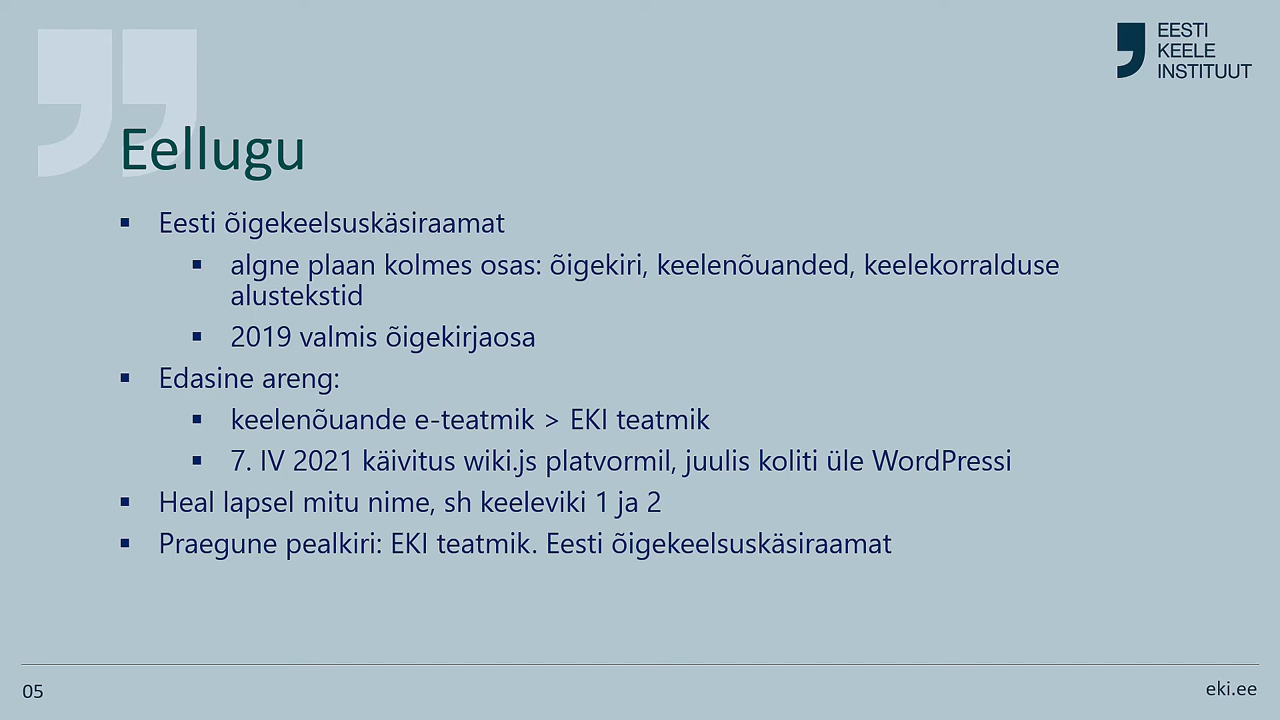 EESTI
KEELE
INSTITUUT
Eellugu
▪ Eesti õigekeelsuskäsiraamat
▪ algne plaan kolmes osas: õigekiri, keelenõuanded, keelekorralduse
alustekstid
▪ 2019 valmis õigekirjaosa
▪ Edasine areng:
▪ keelenõuande e-teatmik > EKI teatmik
▪ 7. IV 2021 käivitus wiki.js platvormil, juulis koliti üle WordPressi
▪ Heal lapsel mitu nime, sh keeleviki 1 ja 2
▪ Praegune pealkiri: EKI teatmik. Eesti õigekeelsuskäsiraamat
05
eki.ee